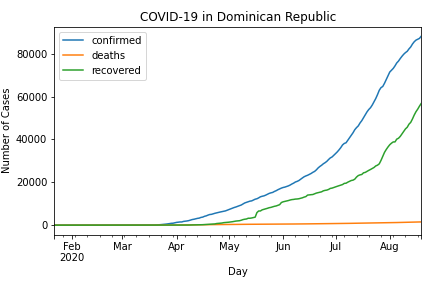 COVID-19 in Dominican Republic
confirmed
deaths
recovered
Number of Cases
80000
60000
40000
20000
0
Feb Mar Apr May Jun Jul Aug
2020
Day